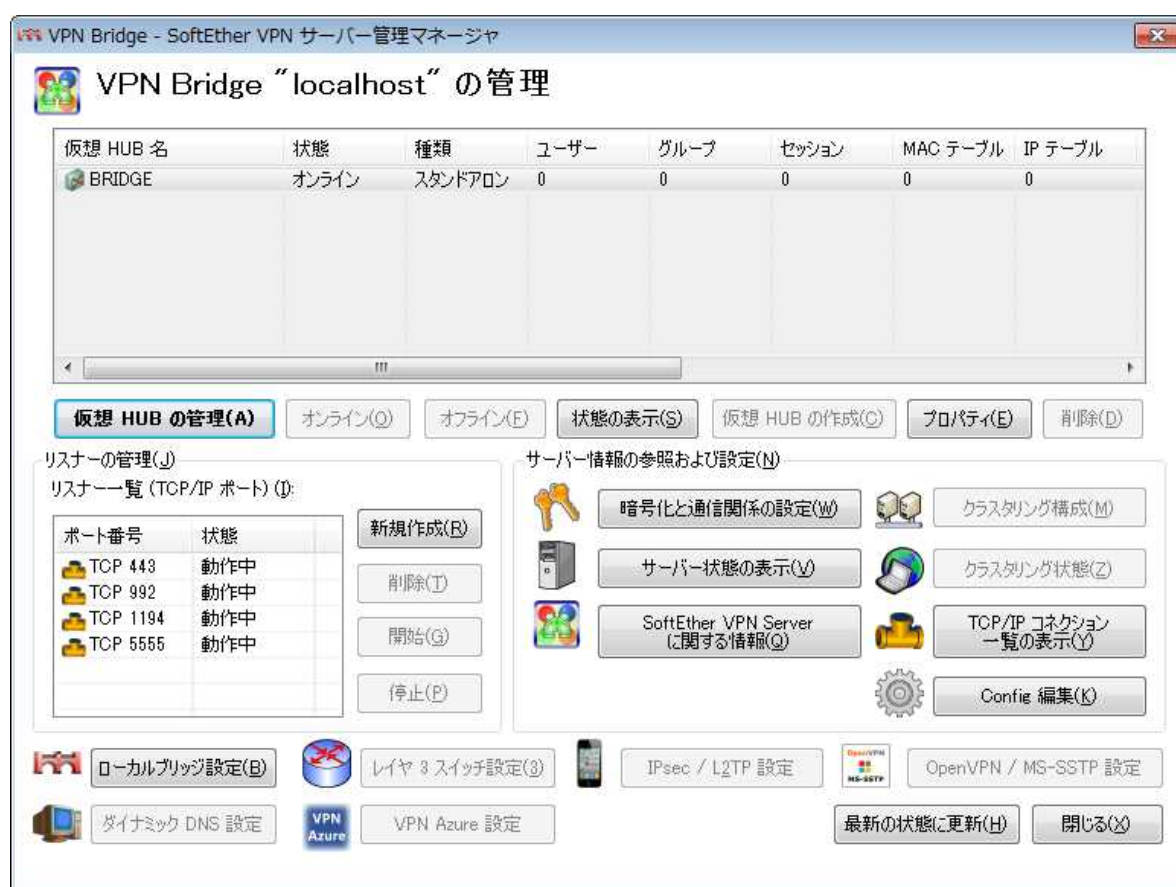 VPN Bridge - SoftEther VPN サーバー管理マネージャ
VPN Bridge "localhost" の管理
仮想 HUB 名 状態 種類 ユーザー グループ セッション MAC テーブル IP テーブル
BRIDGE オンライン スタンドアロン 0 0 0 0 0
仮想 HUB の管理(A) オンライン(O) オフライン(F) 状態の表示(S) 仮想 HUB の作成(C) プロパティ(E) 削除(D)
リスナーの管理(J)
リスナー一覧 (TCP/IP ポート) (I):
ポート番号 状態
TCP 443 動作中
TCP 992 動作中
TCP 1194 動作中
TCP 5555 動作中
新規作成(R)
削除(T)
開始(G)
停止(P)
サーバー情報の参照および設定(N)
暗号化と通信関係の設定(W) クラスタリング構成(M)
サーバー状態の表示(V) クラスタリング状態(Z)
SoftEther VPN Server
に関する情報(Q)
TCP/IP コネクション
一覧の表示(Y)
Config 編集(K)
ローカルブリッジ設定(B) レイヤ 3 スイッチ設定(3) IPsec / L2TP 設定 OpenVPN MS-SSTP OpenVPN / MS-SSTP 設定
ダイナミック DNS 設定 VPN Azure VPN Azure 設定 最新の状態に更新(H) 閉じる(X)